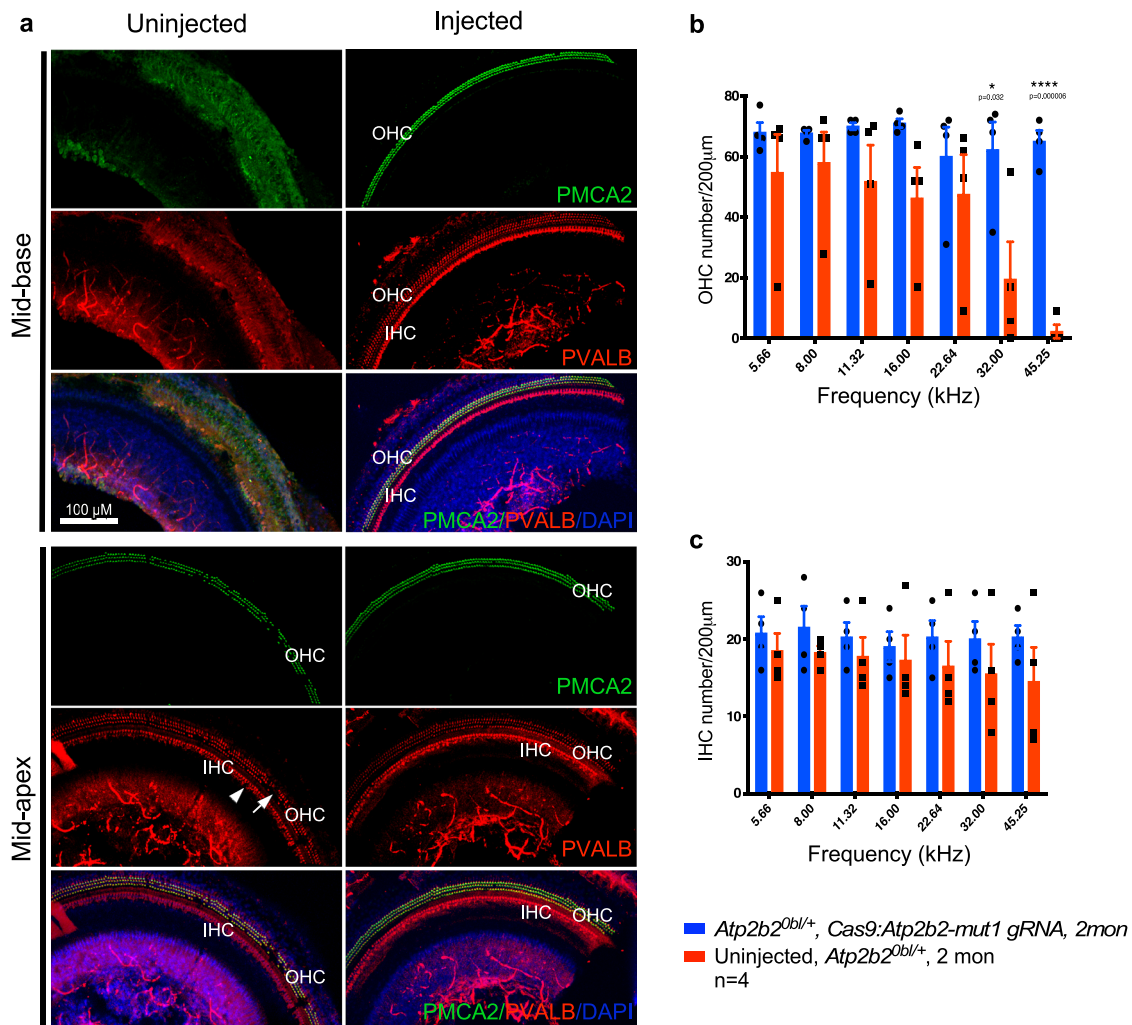 a
Uninjected
Injected
Mid-base
OHC
PMCA2
OHC
IHC
PVALB
OHC
IHC
100 µM
PMCA2/PVALB/DAPI
Mid-apex
OHC
OHC
PMCA2
IHC
OHC
IHC
OHC
PVALB
IHC
OHC
IHC
OHC
PMCA2/PVALB/DAPI
b
*
p=0.032
****
p=0.000006
80
60
40
20
0
OHC number/200µm
5.66 8.00 11.32 16.00 22.64 32.00 45.25
Frequency (kHz)
c
30
20
10
0
IHC number/200µm
5.66 8.00 11.32 16.00 22.64 32.00 45.25
Frequency (kHz)
Atp2b2^0bl/+, Cas9:Atp2b2-mut1 gRNA, 2mon
Uninjected, Atp2b2^0bl/+, 2 mon
n=4